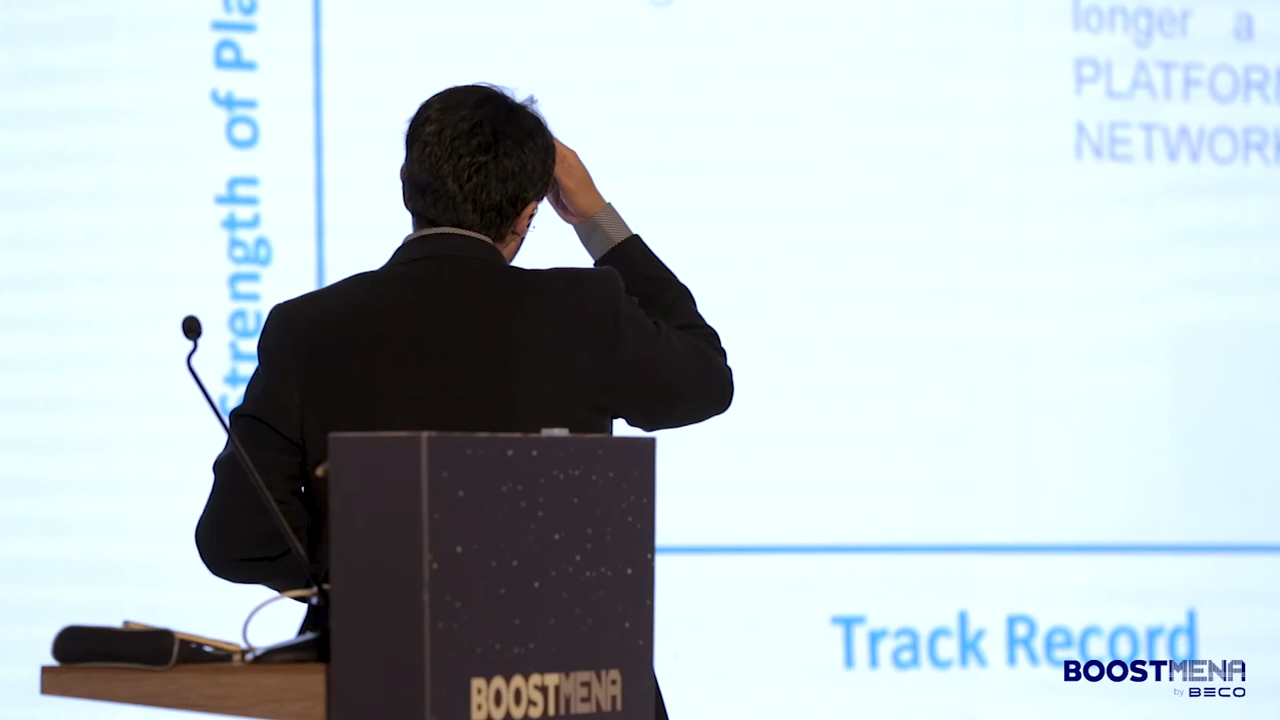 Strength of Pla
longer a
PLATFOR
NETWORK
Track Record
BOOSTMENA
BOOSTMENA
by BECO